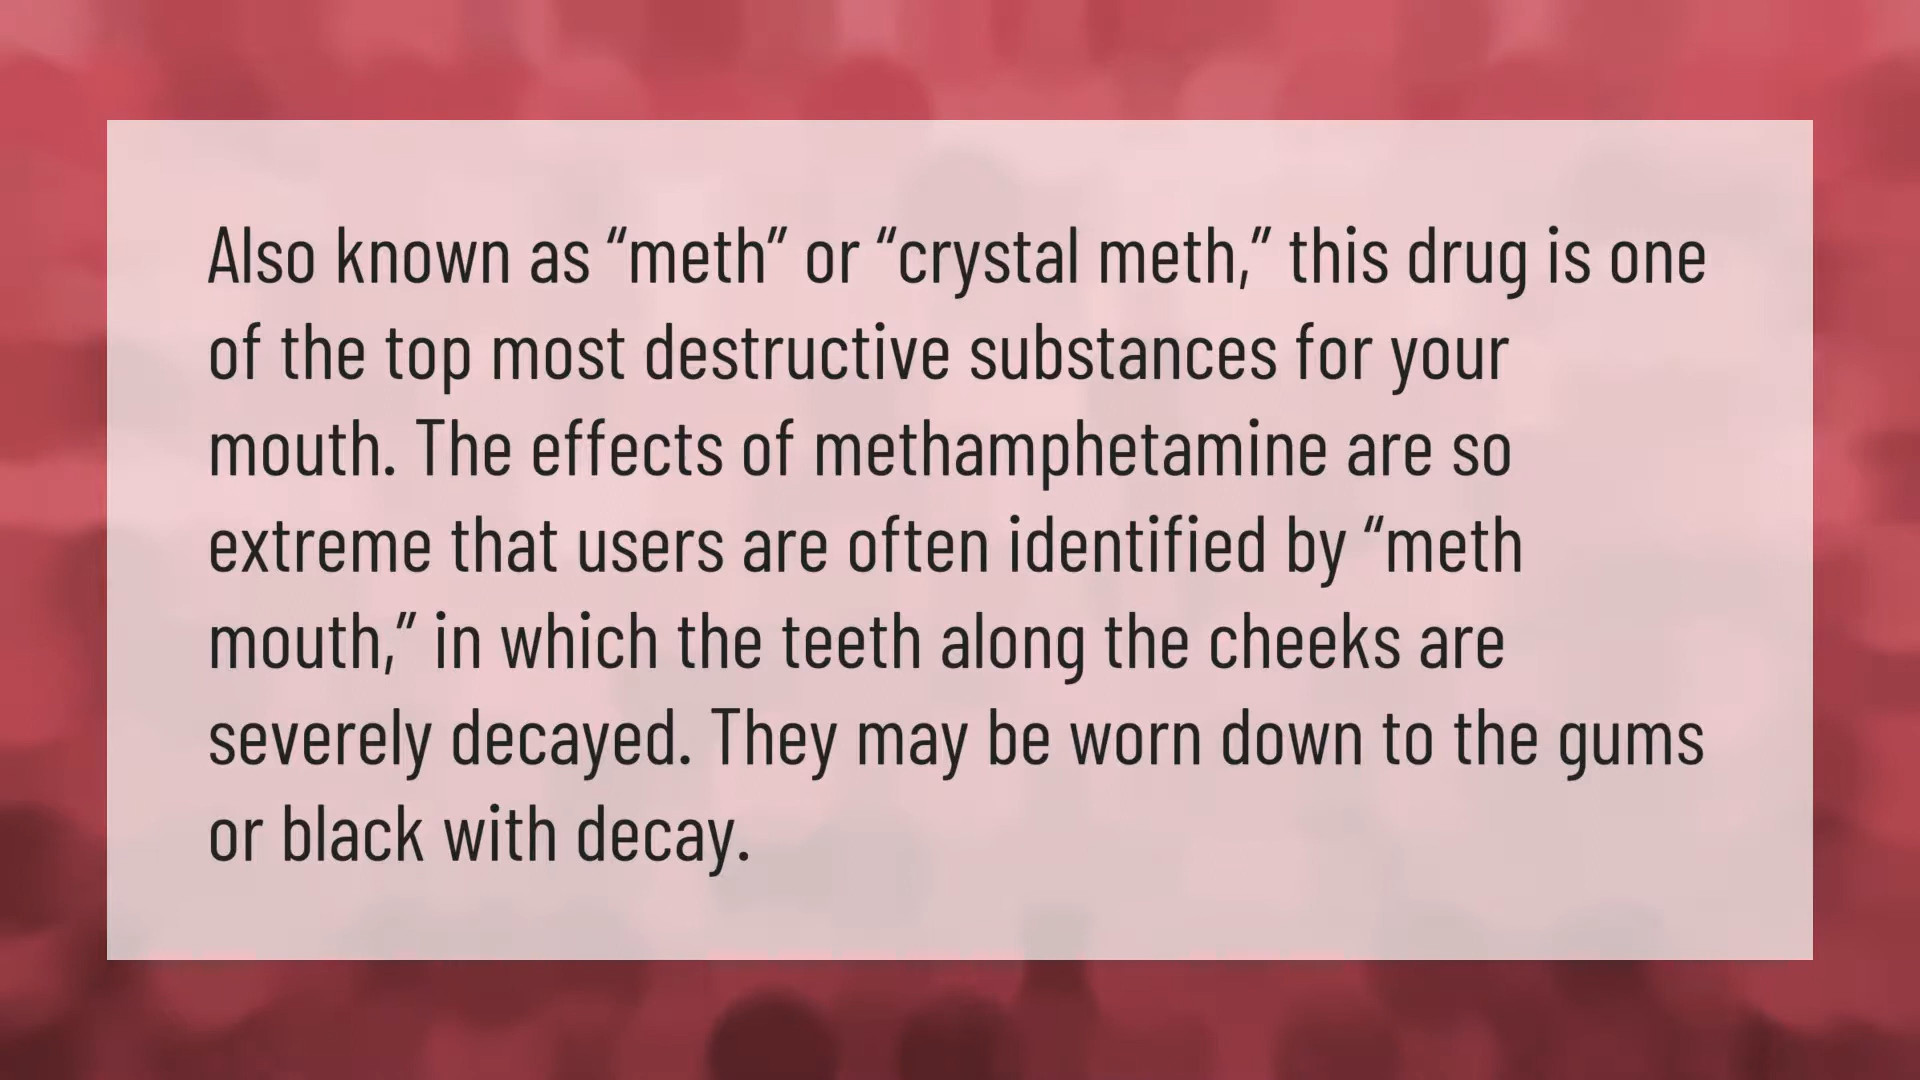 Also known as “meth” or “crystal meth,” this drug is one
of the top most destructive substances for your
mouth. The effects of methamphetamine are so
extreme that users are often identified by “meth
mouth,” in which the teeth along the cheeks are
severely decayed. They may be worn down to the gums
or black with decay.